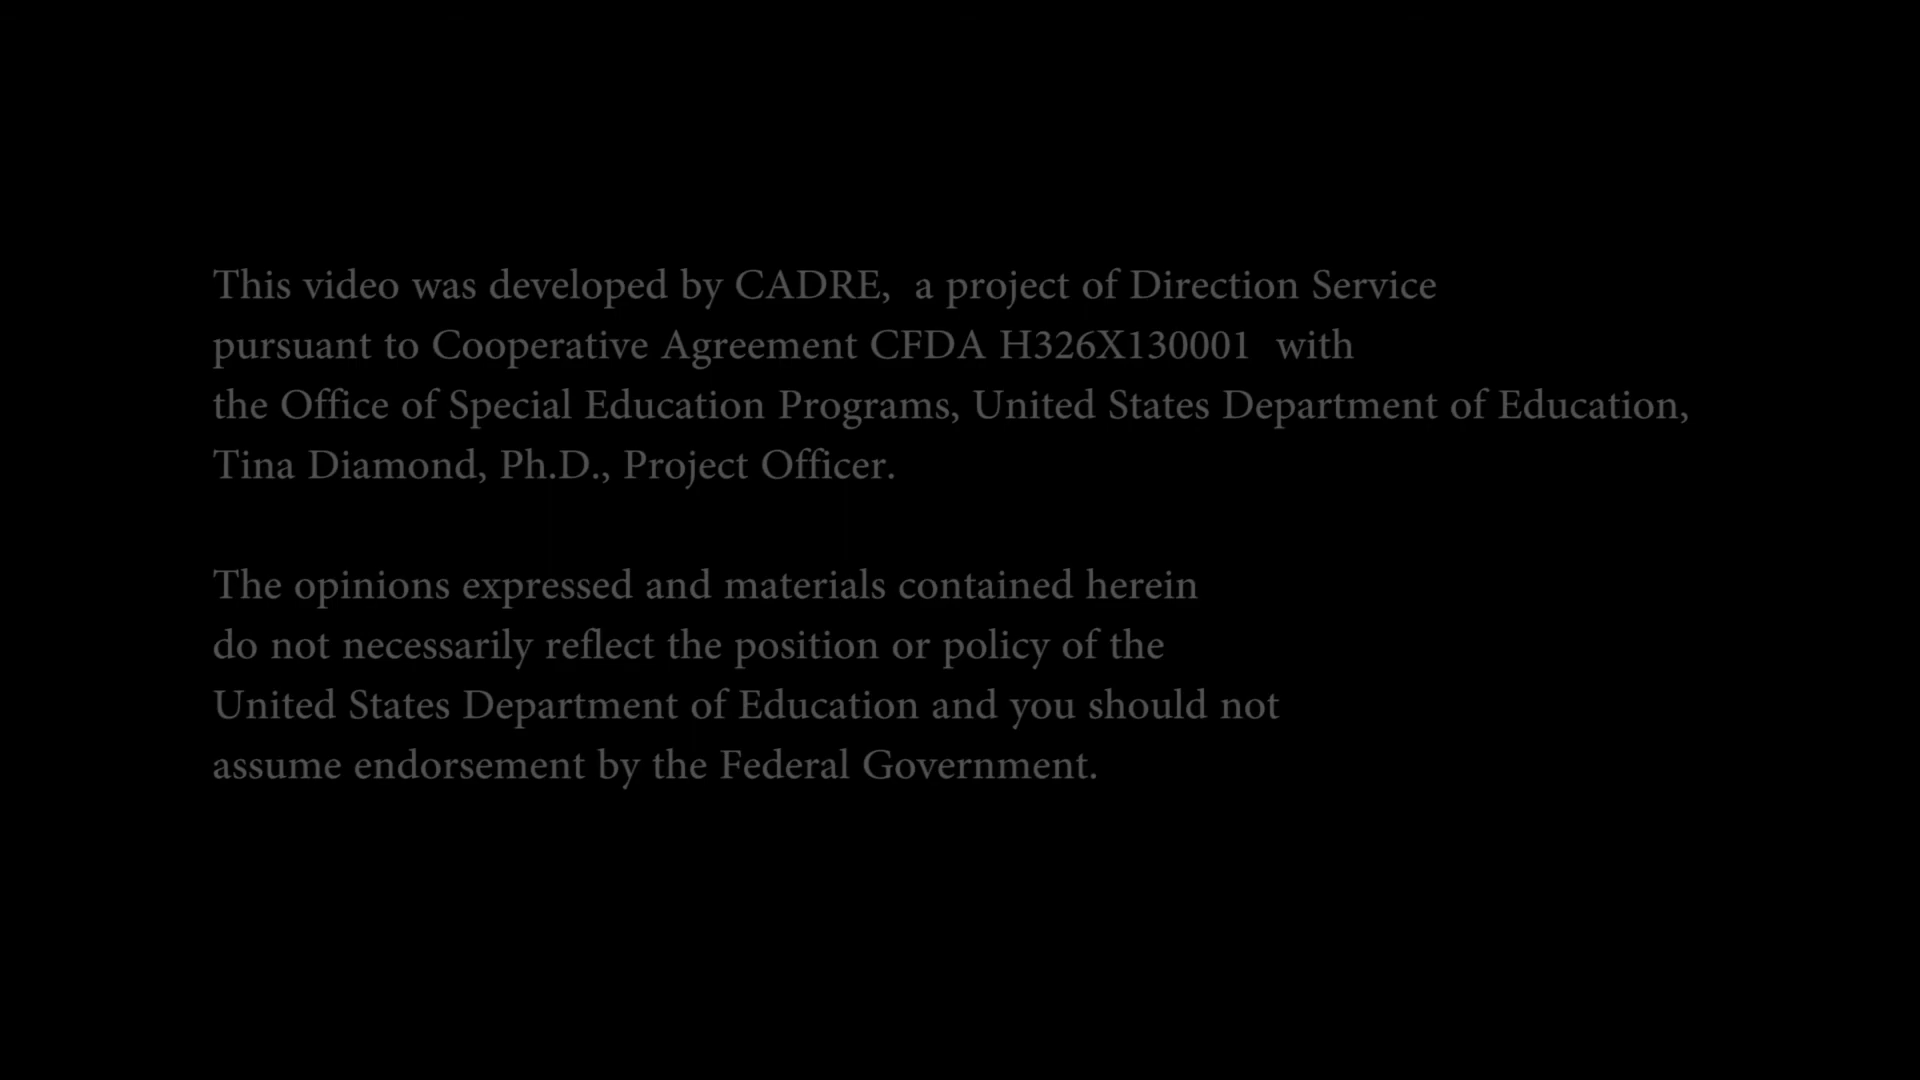 This video was developed by CADRE,  a project of Direction Service
pursuant to Cooperative Agreement CFDA H326X130001  with
the Office of Special Education Programs, United States Department of Education,
Tina Diamond, Ph.D., Project Officer.
The opinions expressed and materials contained herein
do not necessarily reflect the position or policy of the
United States Department of Education and you should not
assume endorsement by the Federal Government.